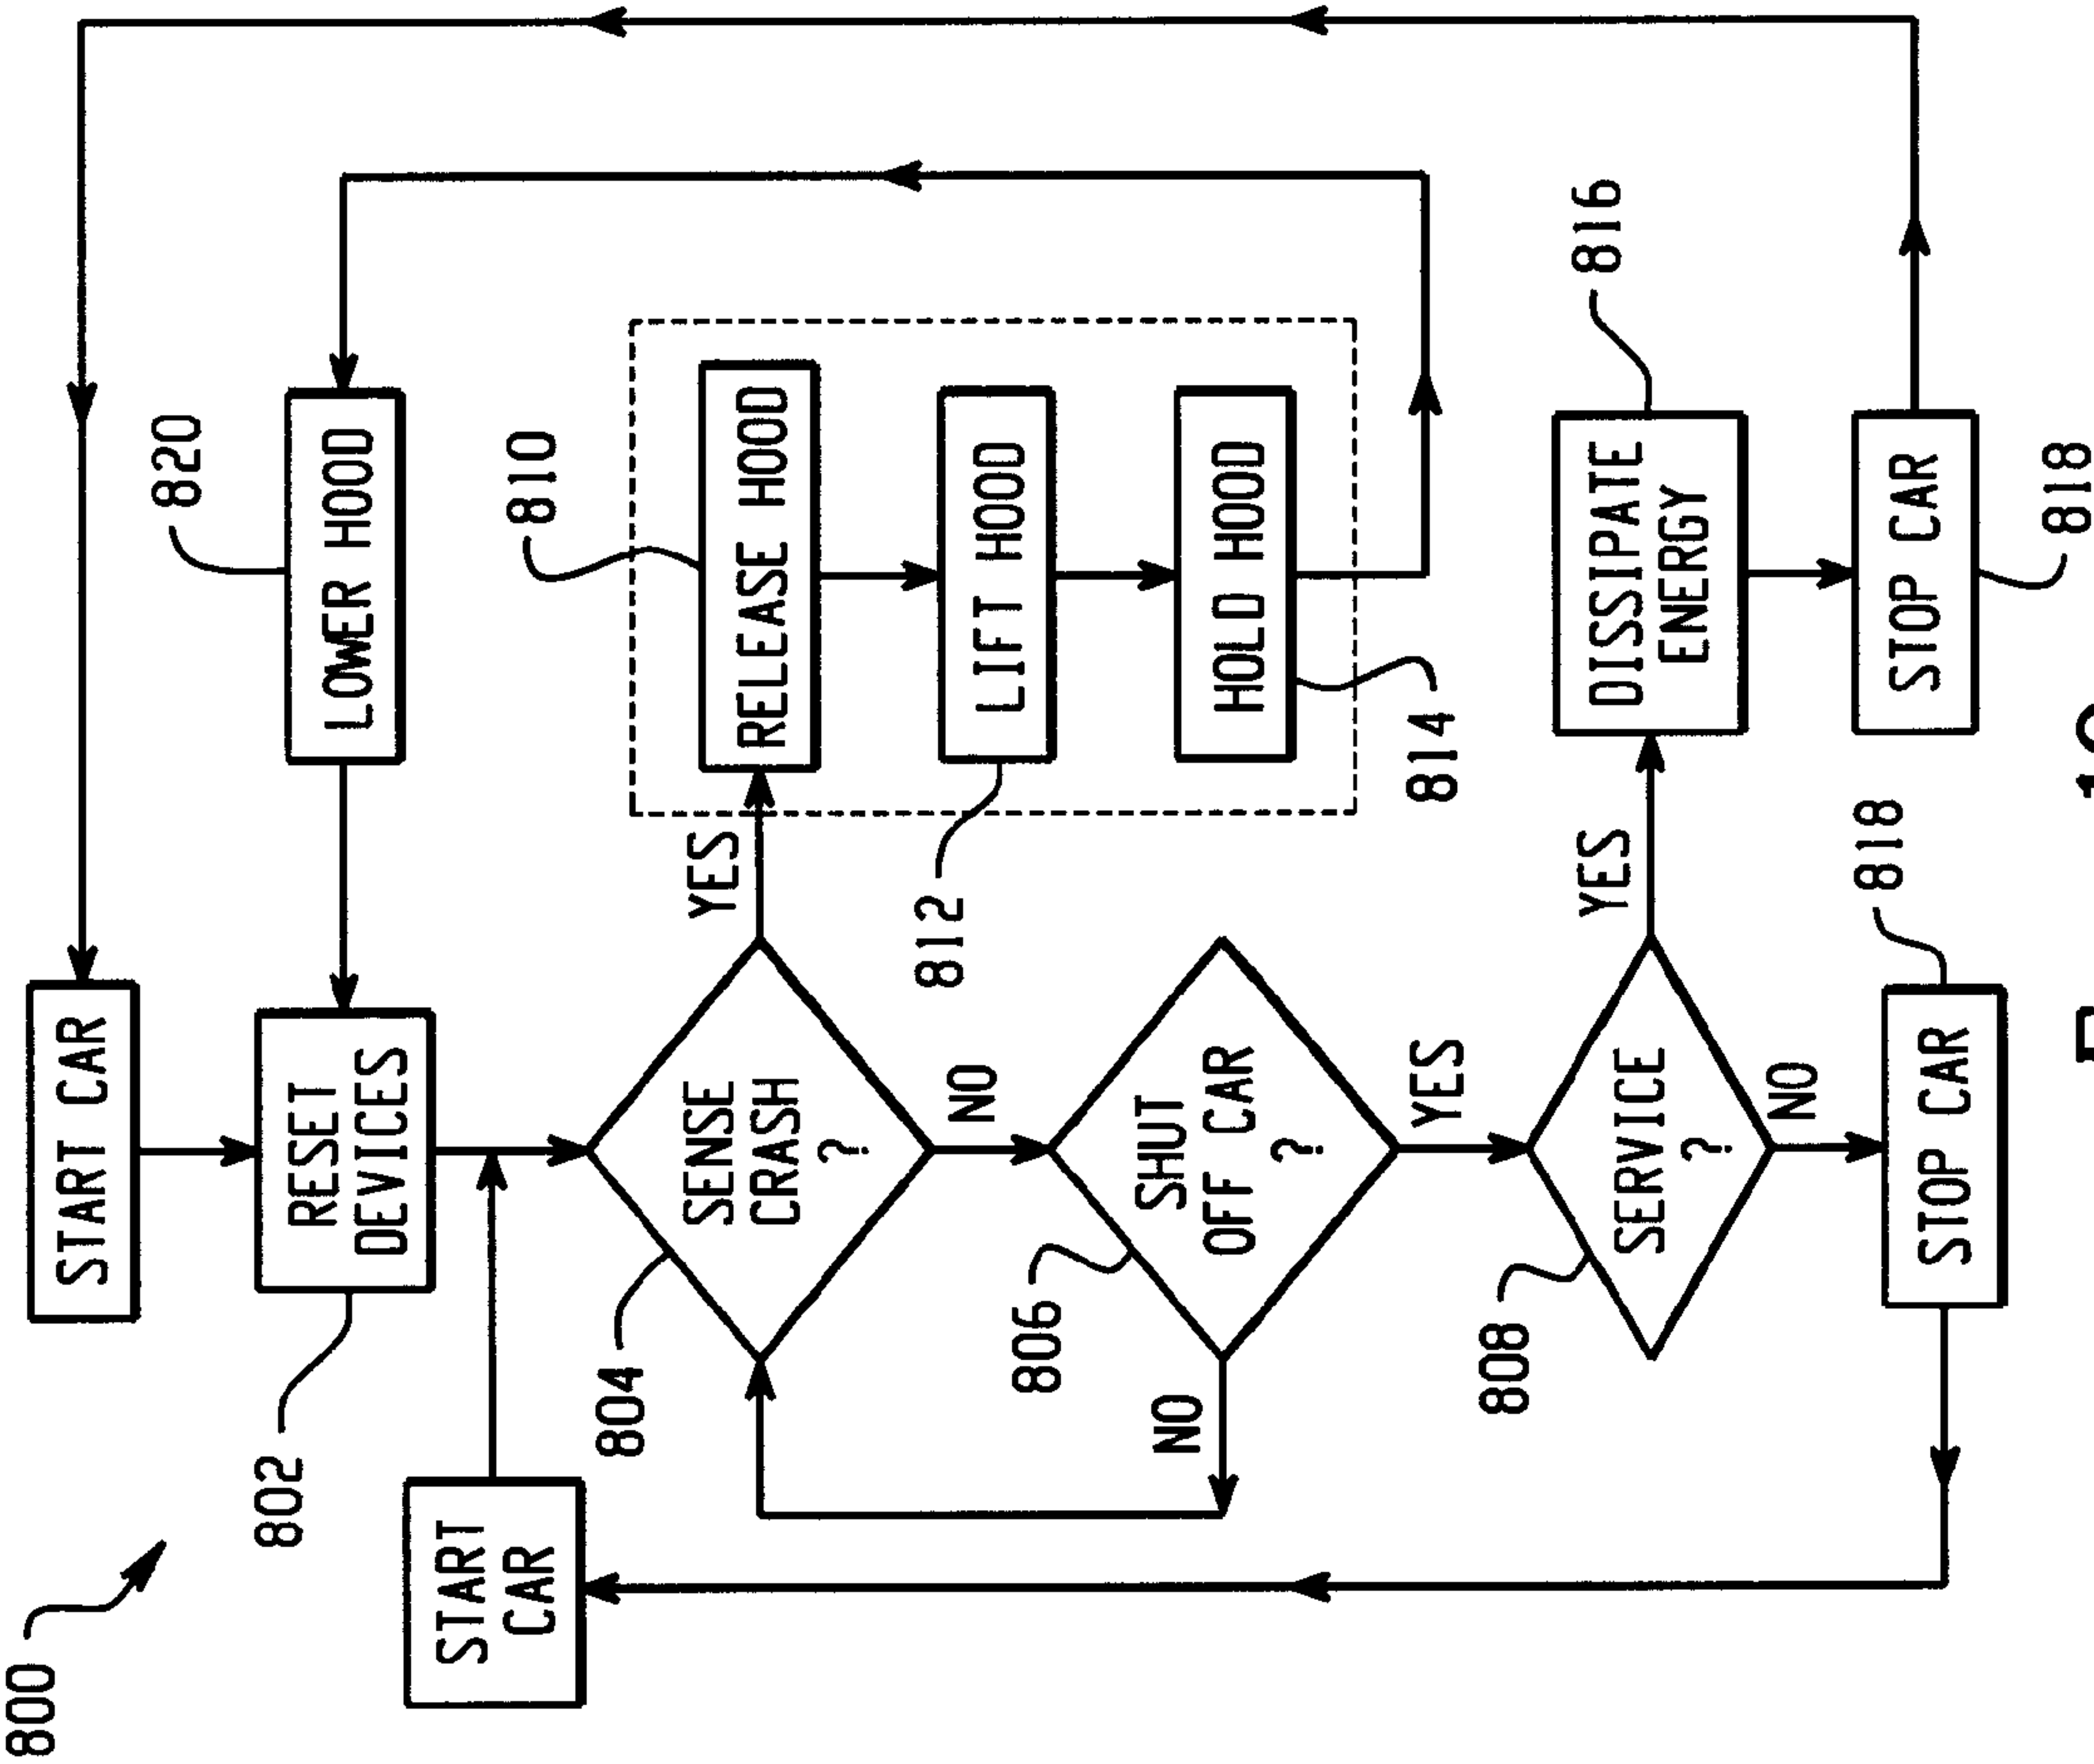 800
START CAR
820
LOWER HOOD
802
RESET
DEVICES
START
CAR
810
804
SENSE
CRASH
?
YES
RELEASE HOOD
NO
812
LIFT HOOD
806
SHUT
OFF CAR
?
NO
HOLD HOOD
814
YES
808
SERVICE
?
YES
DISSIPATE
ENERGY
816
NO
818
STOP CAR
STOP CAR
818